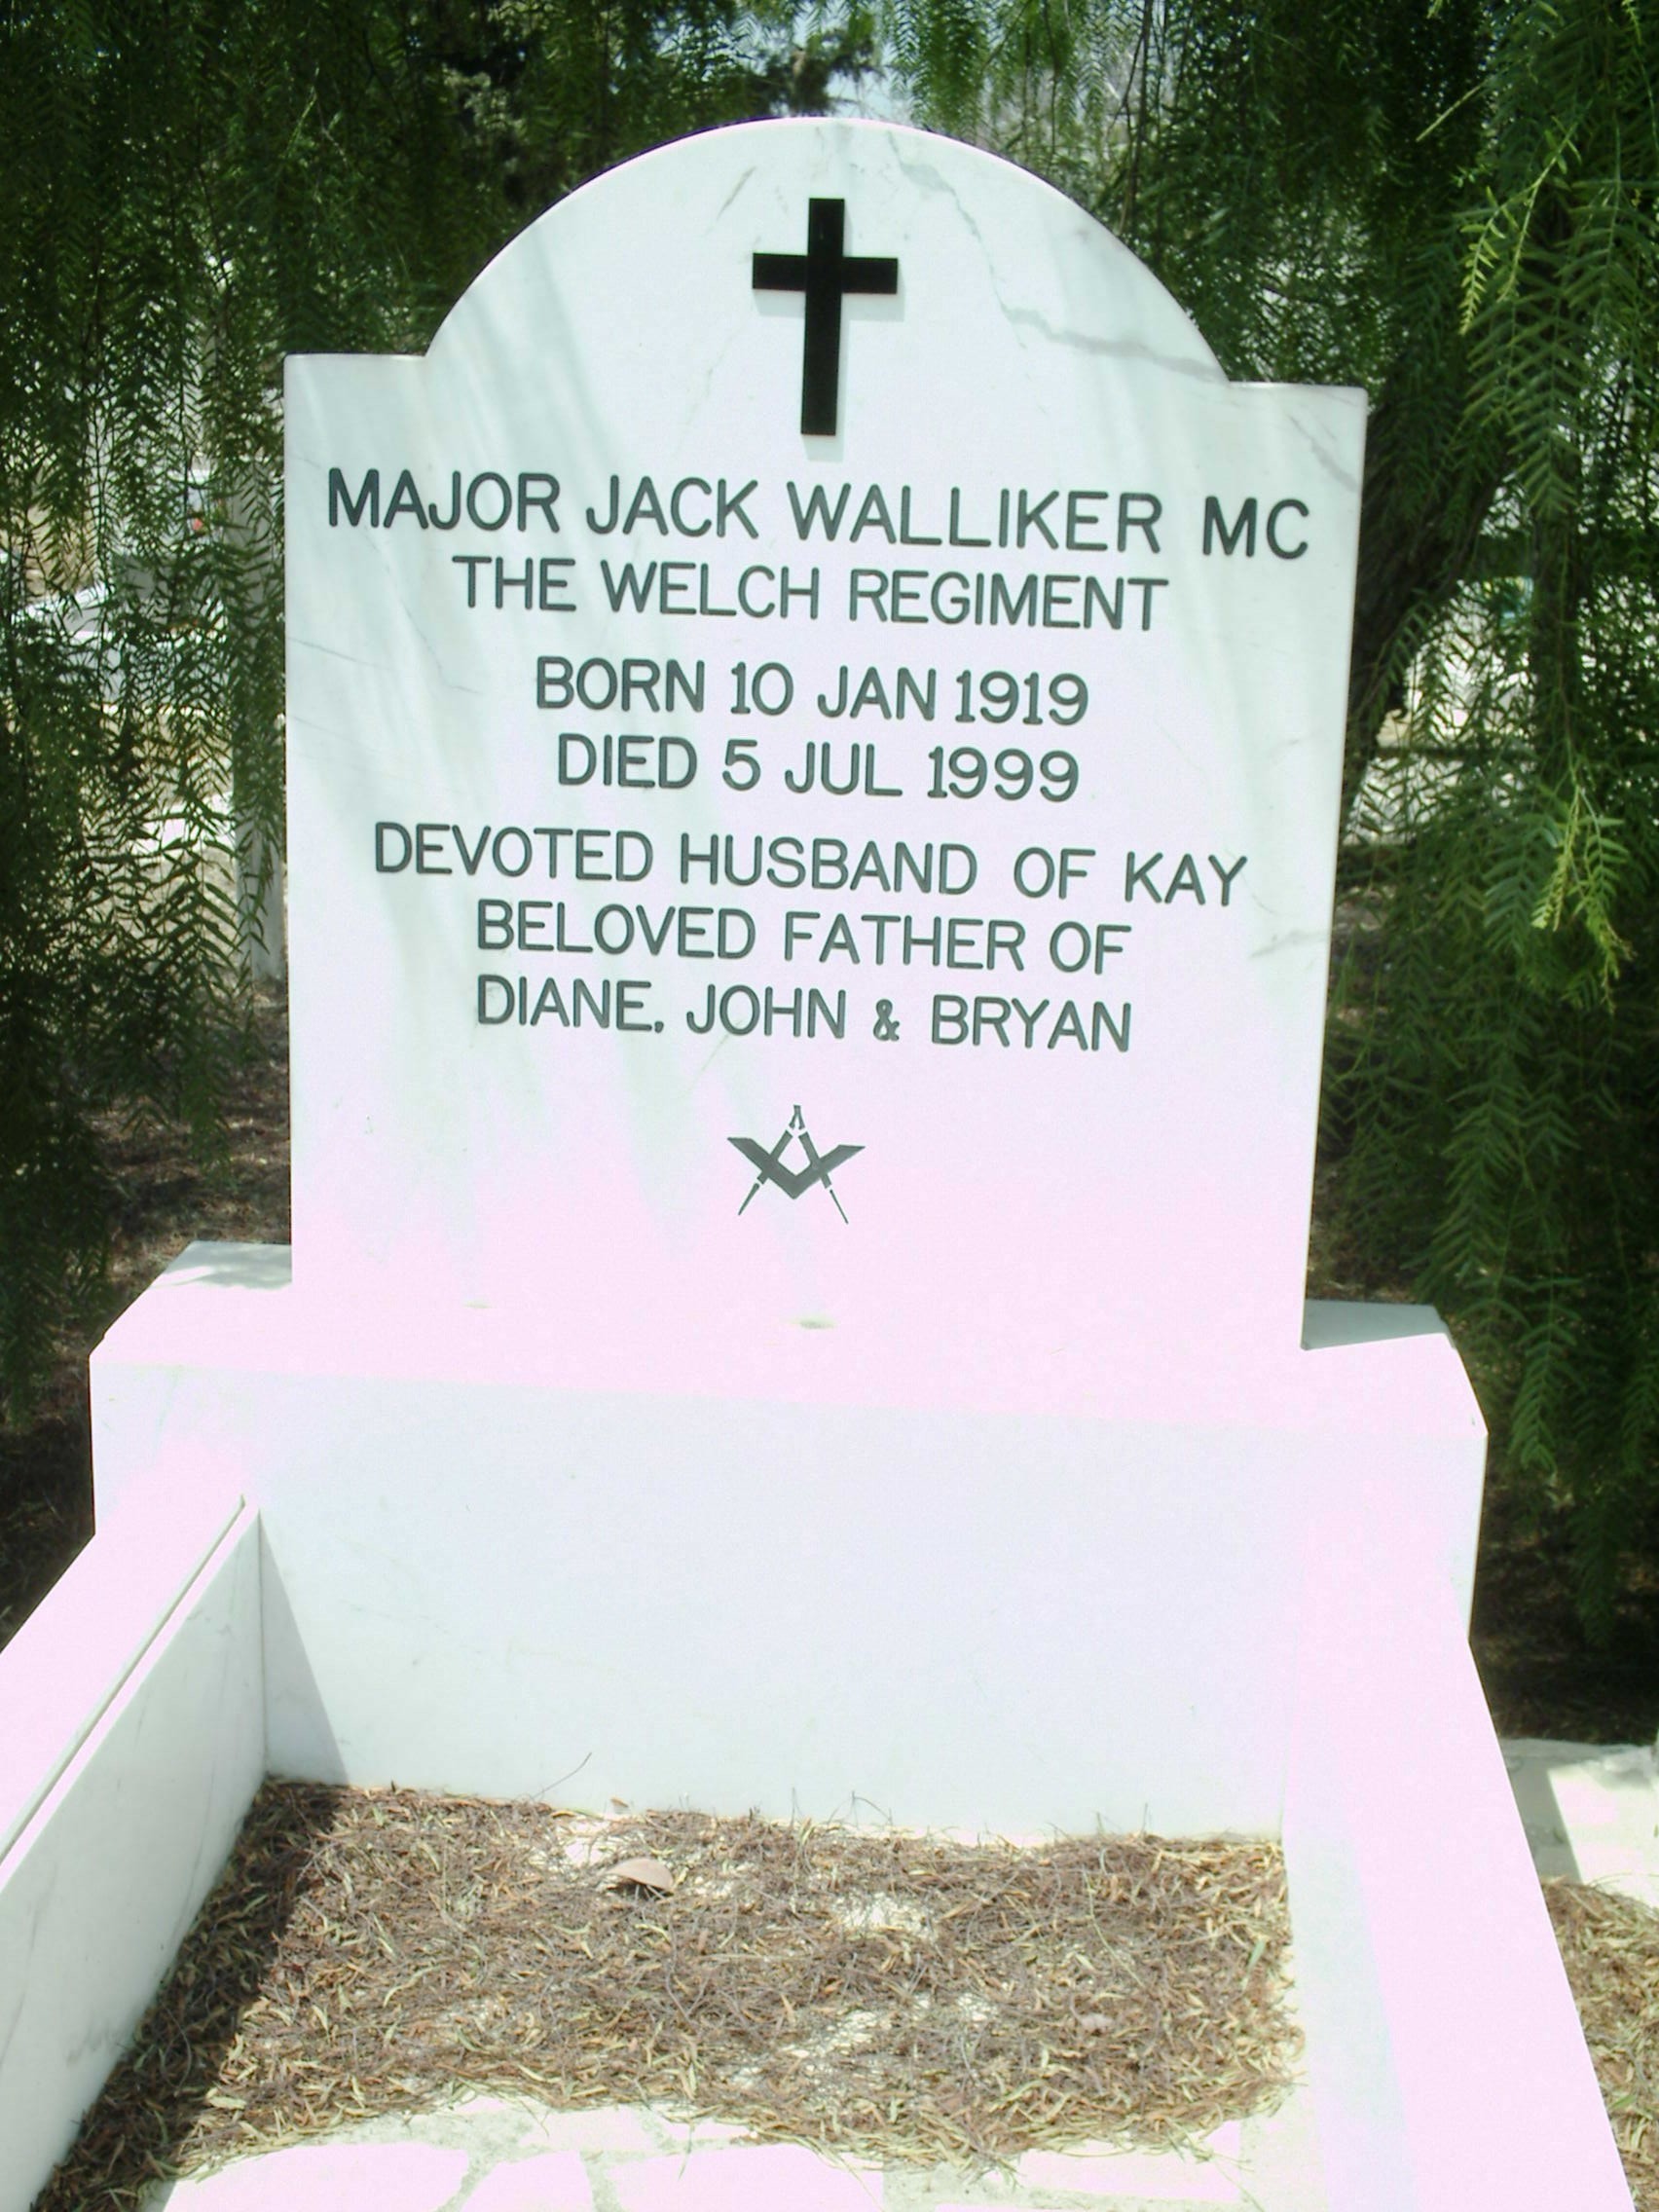 MAJOR JACK WALLIKER MC
THE WELCH REGIMENT
BORN 10 JAN 1919
DIED 5 JUL 1999
DEVOTED HUSBAND OF KAY
BELOVED FATHER OF
DIANE, JOHN & BRYAN